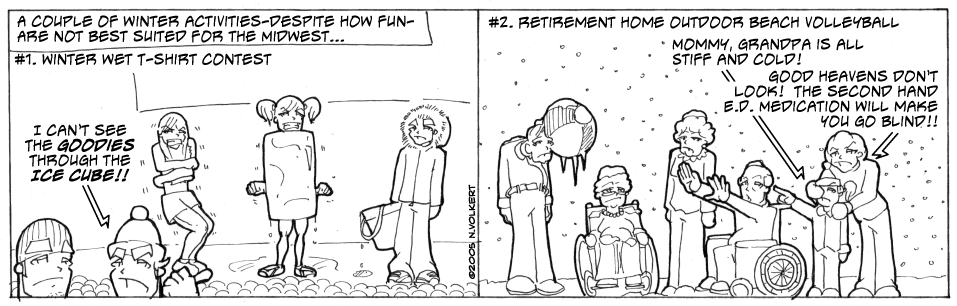 A COUPLE OF WINTER ACTIVITIES-DESPITE HOW FUN-
ARE NOT BEST SUITED FOR THE MIDWEST...
#1. WINTER WET T-SHIRT CONTEST
I CAN'T SEE
THE GOODIES
THROUGH THE
ICE CUBE!!
©2005 N.VOLKERT
#2. RETIREMENT HOME OUTDOOR BEACH VOLLEYBALL
MOMMY, GRANDPA IS ALL
STIFF AND COLD!
GOOD HEAVENS DON'T
LOOK! THE SECOND HAND
E.D. MEDICATION WILL MAKE
YOU GO BLIND!!